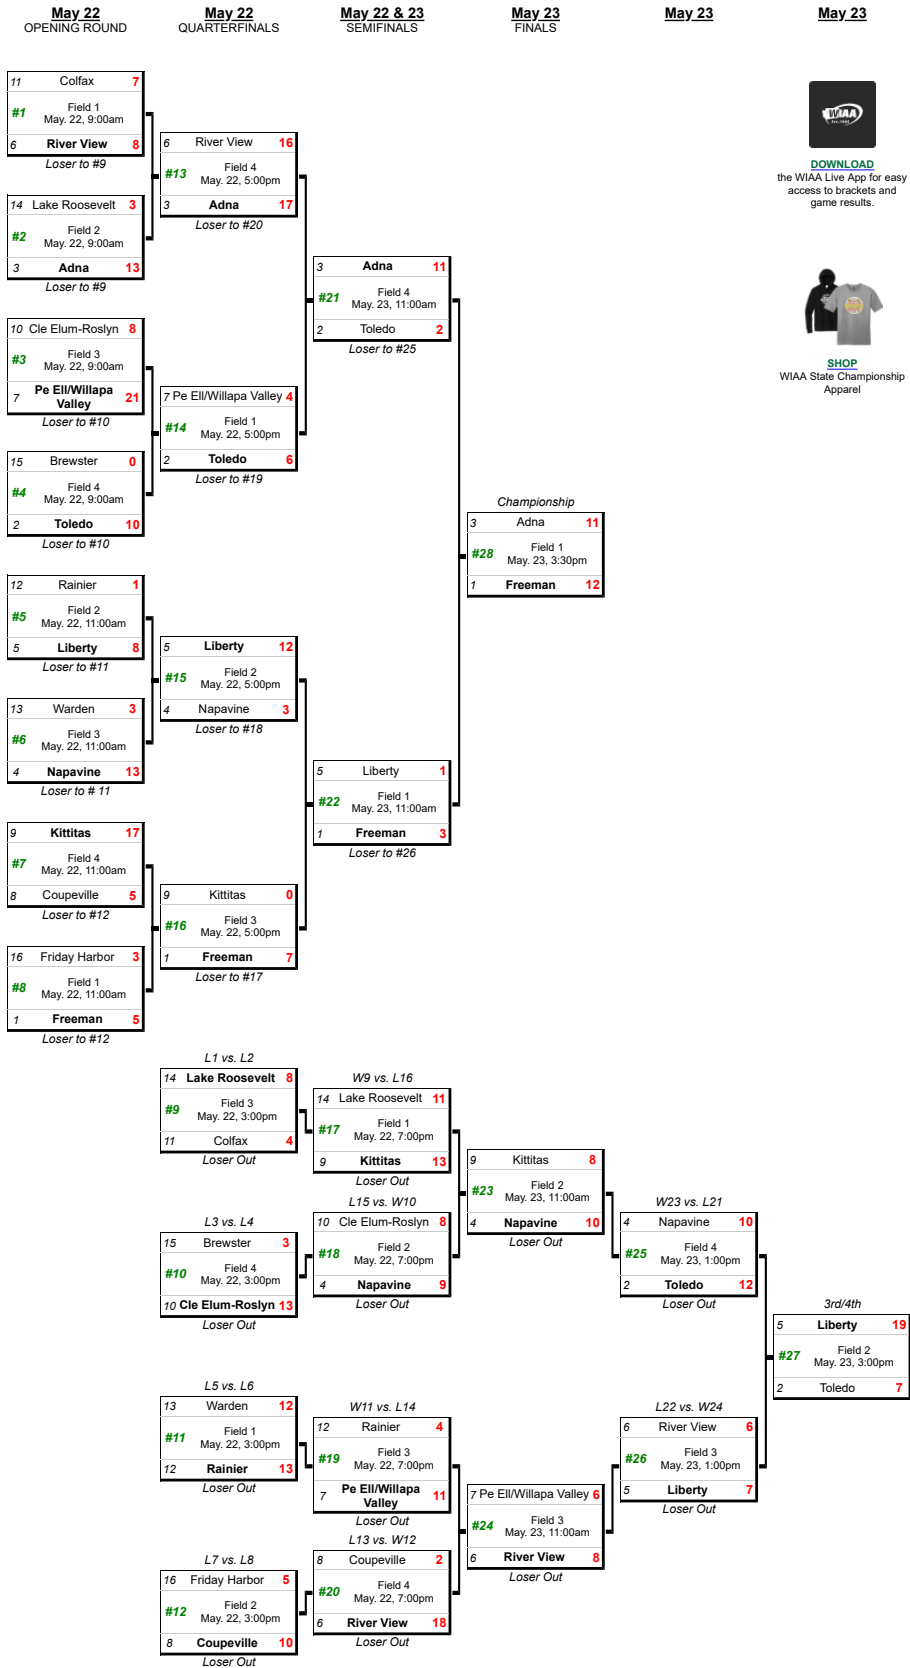 May 22
OPENING ROUND
May 22
QUARTERFINALS
May 22 & 23
SEMIFINALS
May 23
FINALS
May 23
May 23
11 Colfax 7
#1 Field 1
May. 22, 9:00am
6 River View 8
Loser to #9
14 Lake Roosevelt 3
#2 Field 2
May. 22, 9:00am
3 Adna 13
Loser to #9
10 Cle Elum-Roslyn 8
#3 Field 3
May. 22, 9:00am
7 Pe Ell/Willapa
Valley 21
Loser to #10
15 Brewster 0
#4 Field 4
May. 22, 9:00am
2 Toledo 10
Loser to #10
12 Rainier 1
#5 Field 2
May. 22, 11:00am
5 Liberty 8
Loser to #11
13 Warden 3
#6 Field 3
May. 22, 11:00am
4 Napavine 13
Loser to # 11
9 Kittitas 17
#7 Field 4
May. 22, 11:00am
8 Coupeville 5
Loser to #12
16 Friday Harbor 3
#8 Field 1
May. 22, 11:00am
1 Freeman 5
Loser to #12
6 River View 16
#13 Field 4
May. 22, 5:00pm
3 Adna 17
Loser to #20
7 Pe Ell/Willapa Valley 4
#14 Field 1
May. 22, 5:00pm
2 Toledo 6
Loser to #19
5 Liberty 12
#15 Field 2
May. 22, 5:00pm
4 Napavine 3
Loser to #18
9 Kittitas 0
#16 Field 3
May. 22, 5:00pm
1 Freeman 7
Loser to #17
3 Adna 11
#21 Field 4
May. 23, 11:00am
2 Toledo 2
Loser to #25
5 Liberty 1
#22 Field 1
May. 23, 11:00am
1 Freeman 3
Loser to #26
Championship
3 Adna 11
#28 Field 1
May. 23, 3:30pm
1 Freeman 12
WIAA
DOWNLOAD
the WIAA Live App for easy
access to brackets and
game results.
SHOP
WIAA State Championship
Apparel
L1 vs. L2
14 Lake Roosevelt 8
#9 Field 3
May. 22, 3:00pm
11 Colfax 4
Loser Out
L3 vs. L4
15 Brewster 3
#10 Field 4
May. 22, 3:00pm
10 Cle Elum-Roslyn 13
Loser Out
L5 vs. L6
13 Warden 12
#11 Field 1
May. 22, 3:00pm
12 Rainier 13
Loser Out
L7 vs. L8
16 Friday Harbor 5
#12 Field 2
May. 22, 3:00pm
8 Coupeville 10
Loser Out
W9 vs. L16
14 Lake Roosevelt 11
#17 Field 1
May. 22, 7:00pm
9 Kittitas 13
Loser Out
L15 vs. W10
10 Cle Elum-Roslyn 8
#18 Field 2
May. 22, 7:00pm
4 Napavine 9
Loser Out
W11 vs. L14
12 Rainier 4
#19 Field 3
May. 22, 7:00pm
7 Pe Ell/Willapa
Valley 11
Loser Out
L13 vs. W12
8 Coupeville 2
#20 Field 4
May. 22, 7:00pm
6 River View 18
Loser Out
9 Kittitas 8
#23 Field 2
May. 23, 11:00am
4 Napavine 10
Loser Out
7 Pe Ell/Willapa Valley 6
#24 Field 3
May. 23, 11:00am
6 River View 8
Loser Out
W23 vs. L21
4 Napavine 10
#25 Field 4
May. 23, 1:00pm
2 Toledo 12
Loser Out
L22 vs. W24
6 River View 6
#26 Field 3
May. 23, 1:00pm
5 Liberty 7
Loser Out
3rd/4th
5 Liberty 19
#27 Field 2
May. 23, 3:00pm
2 Toledo 7